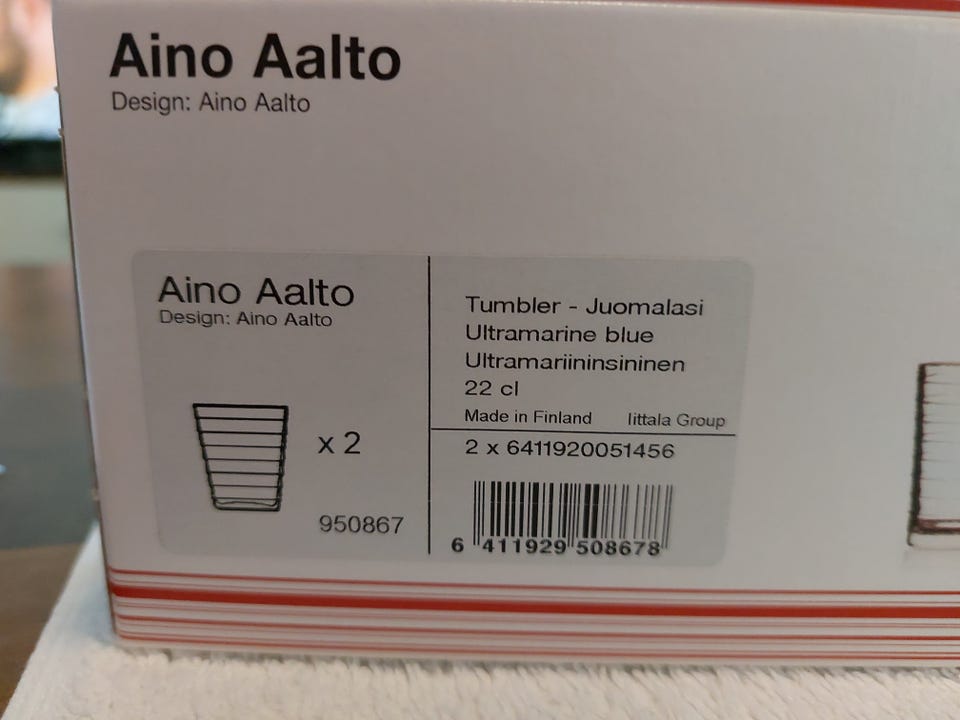 Aino Aalto
Design: Aino Aalto
Aino Aalto
Design: Aino Aalto
x 2
950867
Tumbler - Juomalasi
Ultramarine blue
Ultramariininsininen
22 cl
Made in Finland Iittala Group
2 x 6411920051456
6 411929 508678